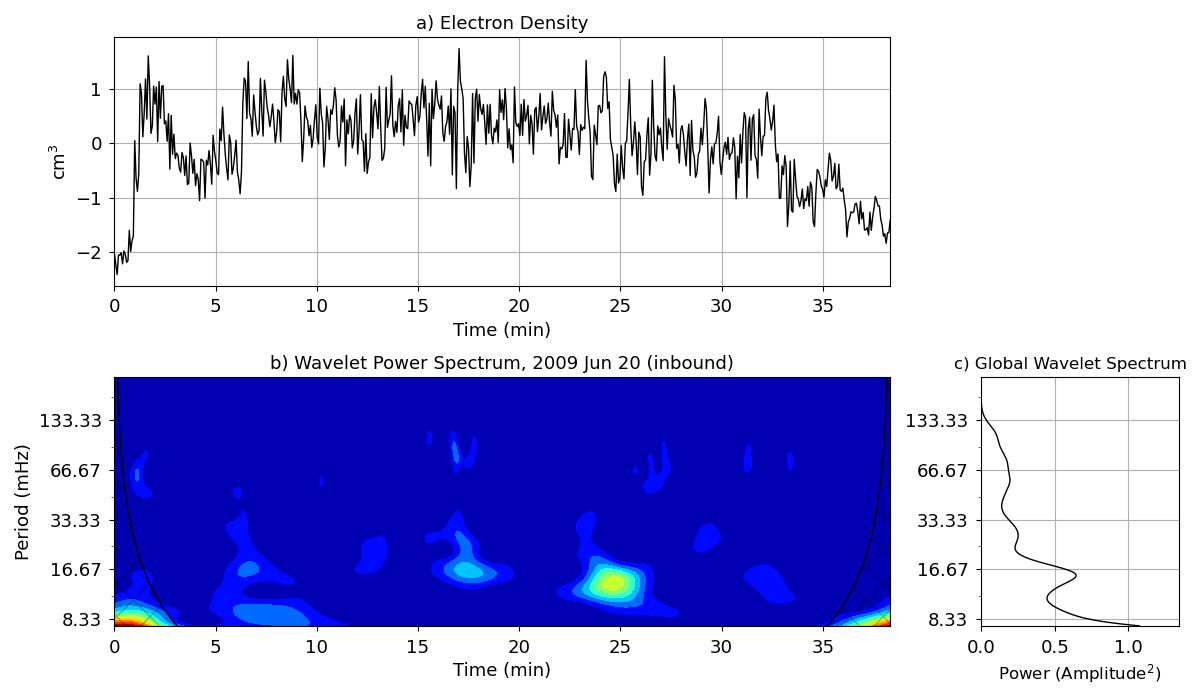 a) Electron Density
1
0
−1
−2
cm³
0 5 10 15 20 25 30 35
Time (min)
b) Wavelet Power Spectrum, 2009 Jun 20 (inbound)
133.33
66.67
33.33
16.67
8.33
Period (mHz)
0 5 10 15 20 25 30 35
Time (min)
c) Global Wavelet Spectrum
133.33
66.67
33.33
16.67
8.33
0.0 0.5 1.0
Power (Amplitude²)